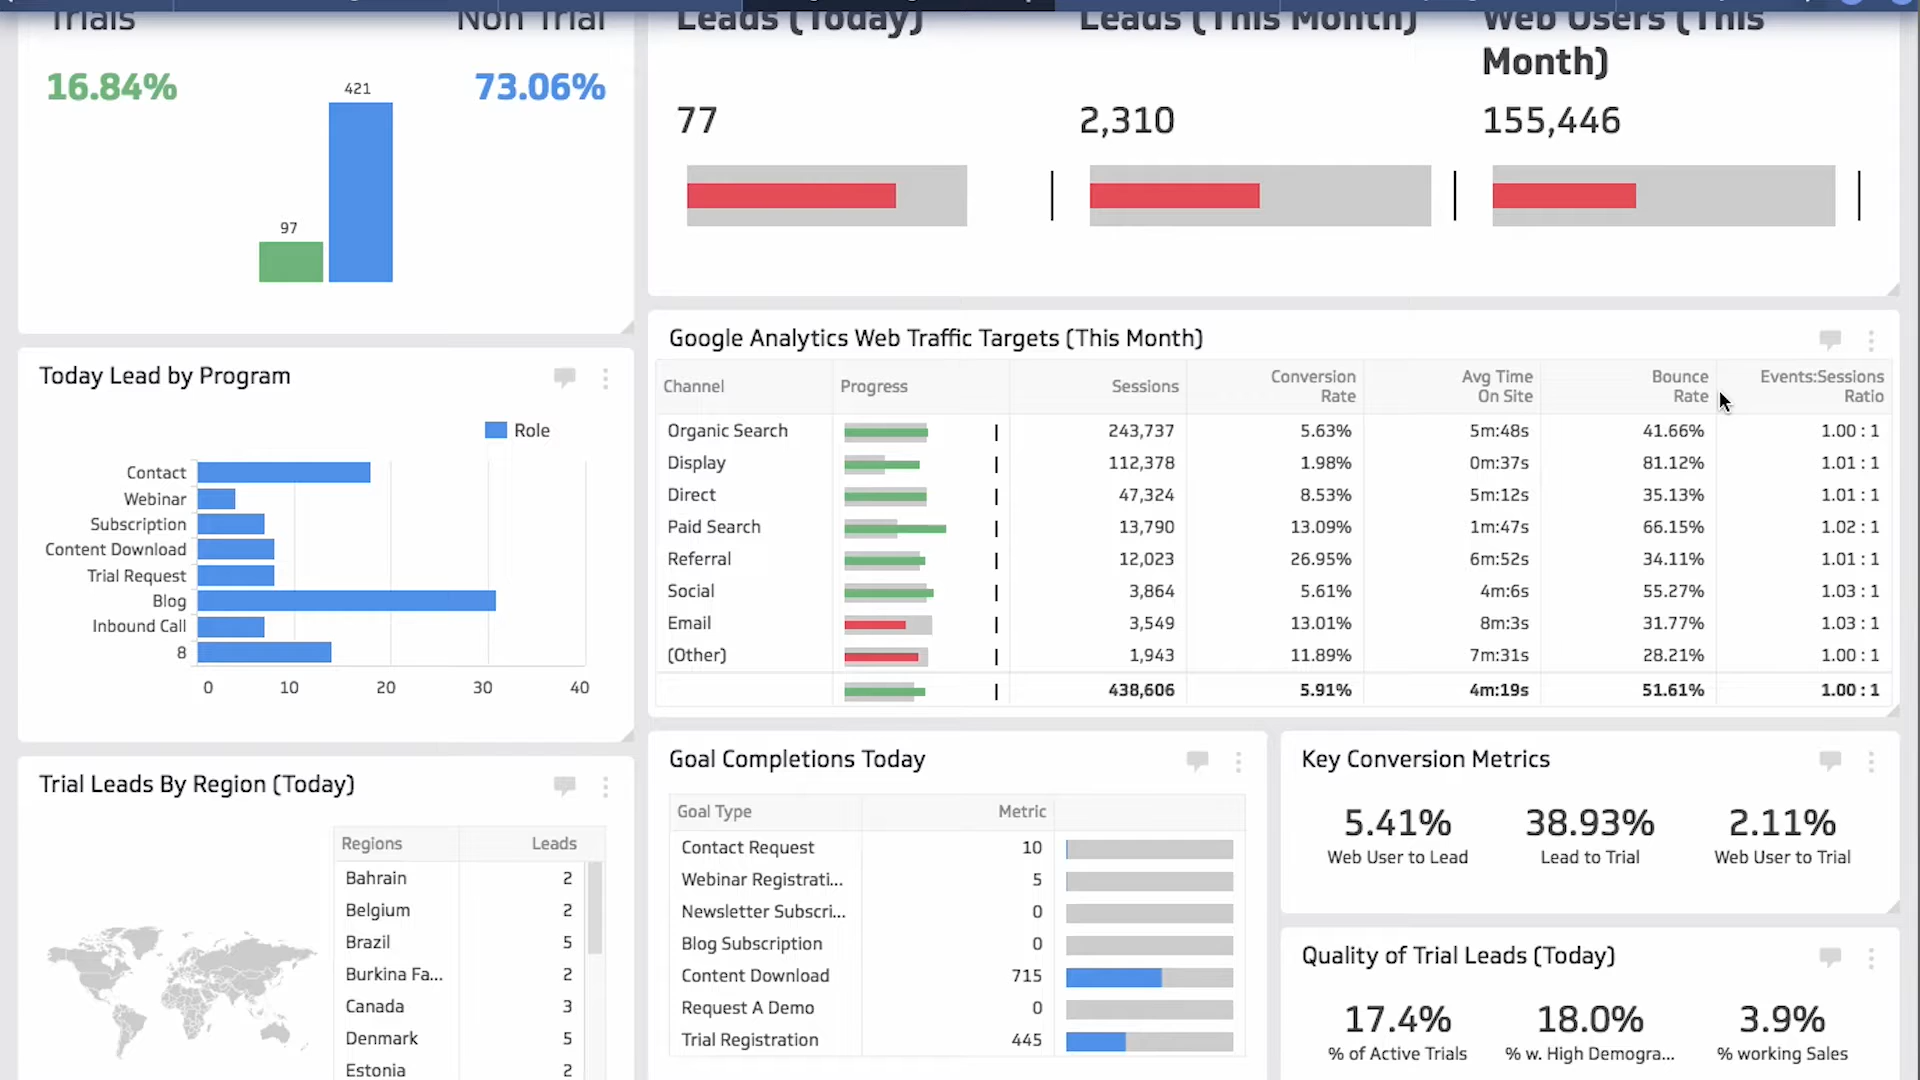 Trials Non Trial
16.84% 73.06%
421
97
Leads (Today) Leads (This Month) Web Users (This
Month)
77 2,310 155,446
Today Lead by Program
Role
Contact
Webinar
Subscription
Content Download
Trial Request
Blog
Inbound Call
8
0 10 20 30 40
Google Analytics Web Traffic Targets (This Month)
Channel Progress Sessions Conversion Rate Avg Time On Site Bounce Rate Events:Sessions Ratio
Organic Search 243,737 5.63% 5m:48s 41.66% 1.00 : 1
Display 112,378 1.98% 0m:37s 81.12% 1.01 : 1
Direct 47,324 8.53% 5m:12s 35.13% 1.01 : 1
Paid Search 13,790 13.09% 1m:47s 66.15% 1.02 : 1
Referral 12,023 26.95% 6m:52s 34.11% 1.01 : 1
Social 3,864 5.61% 4m:6s 55.27% 1.03 : 1
Email 3,549 13.01% 8m:3s 31.77% 1.03 : 1
(Other) 1,943 11.89% 7m:31s 28.21% 1.00 : 1
438,606 5.91% 4m:19s 51.61% 1.00 : 1
Trial Leads By Region (Today)
Regions Leads
Bahrain 2
Belgium 2
Brazil 5
Burkina Fa... 2
Canada 3
Denmark 5
Estonia 2
Goal Completions Today
Goal Type Metric
Contact Request 10
Webinar Registrati... 5
Newsletter Subscri... 0
Blog Subscription 0
Content Download 715
Request A Demo 0
Trial Registration 445
Key Conversion Metrics
5.41% 38.93% 2.11%
Web User to Lead Lead to Trial Web User to Trial
Quality of Trial Leads (Today)
17.4% 18.0% 3.9%
% of Active Trials % w. High Demogra... % working Sales